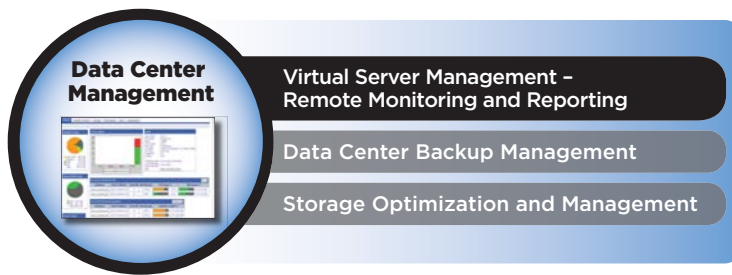 Data Center
Management
Virtual Server Management –
Remote Monitoring and Reporting
Data Center Backup Management
Storage Optimization and Management